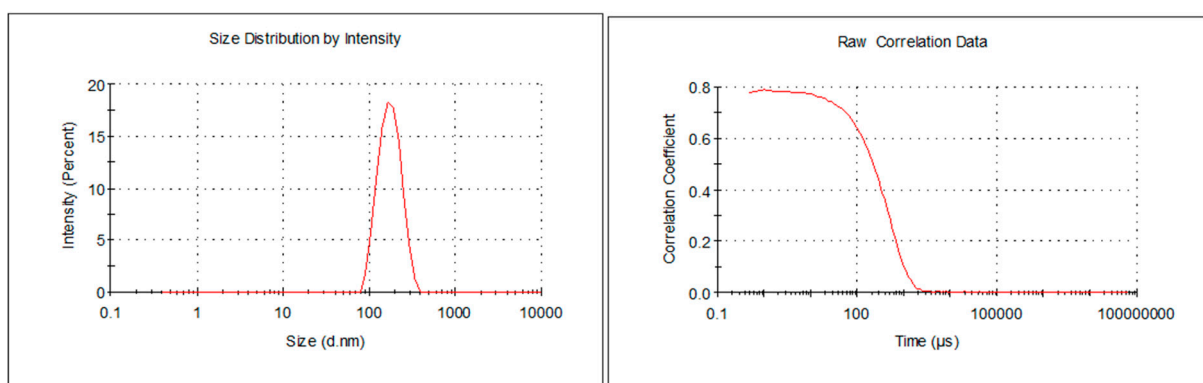 Size Distribution by Intensity
20
15
10
5
0
Intensity (Percent)
0.1 1 10 100 1000 10000
Size (d.nm)
Raw Correlation Data
0.8
0.6
0.4
0.2
0.0
Correlation Coefficient
0.1 100 100000 100000000
Time (µs)